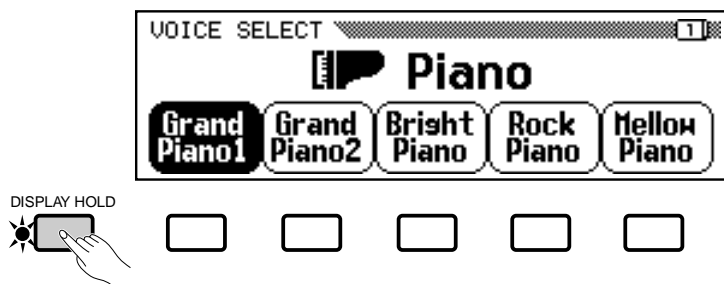 VOICE SELECT 1
Piano
Grand Piano1
Grand Piano2
Bright Piano
Rock Piano
Mellow Piano
DISPLAY HOLD